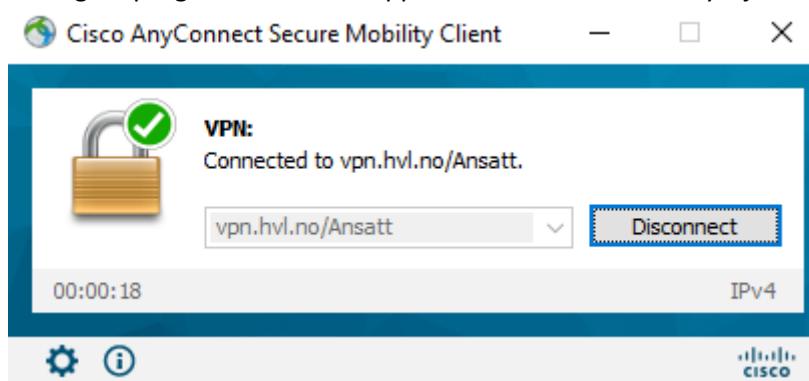 Cisco AnyConnect Secure Mobility Client
VPN:
Connected to vpn.hvl.no/Ansatt.
vpn.hvl.no/Ansatt
Disconnect
00:00:18
IPv4
cisco